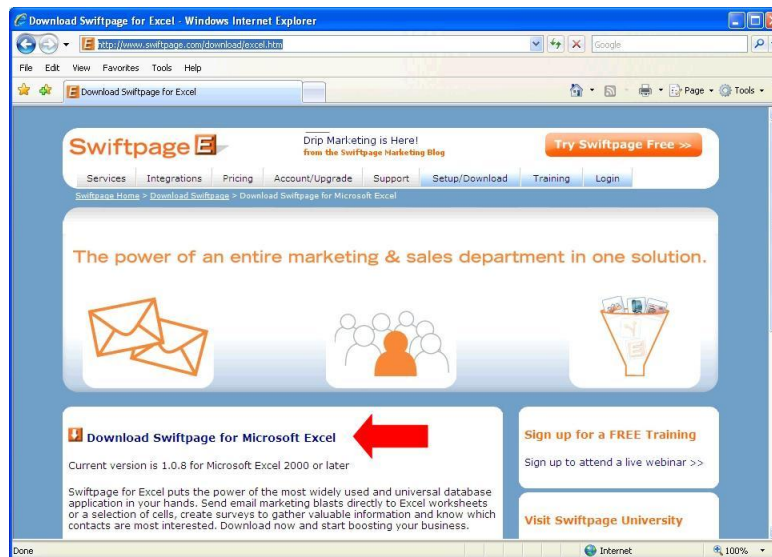 Download Swiftpage for Excel - Windows Internet Explorer
http://www.swiftpage.com/download/excel.htm
Google
File Edit View Favorites Tools Help
Download Swiftpage for Excel
Page Tools
Swiftpage E
Drip Marketing is Here!
from the Swiftpage Marketing Blog
Try Swiftpage Free >>
Services Integrations Pricing Account/Upgrade Support Setup/Download Training Login
Swiftpage Home > Download Swiftpage > Download Swiftpage for Microsoft Excel
The power of an entire marketing & sales department in one solution.
Download Swiftpage for Microsoft Excel
Current version is 1.0.8 for Microsoft Excel 2000 or later
Swiftpage for Excel puts the power of the most widely used and universal database
application in your hands. Send email marketing blasts directly to Excel worksheets
or a selection of cells, create surveys to gather valuable information and know which
contacts are most interested. Download now and start boosting your business.
Sign up for a FREE Training
Sign up to attend a live webinar >>
Visit Swiftpage University
Done
Internet
100%